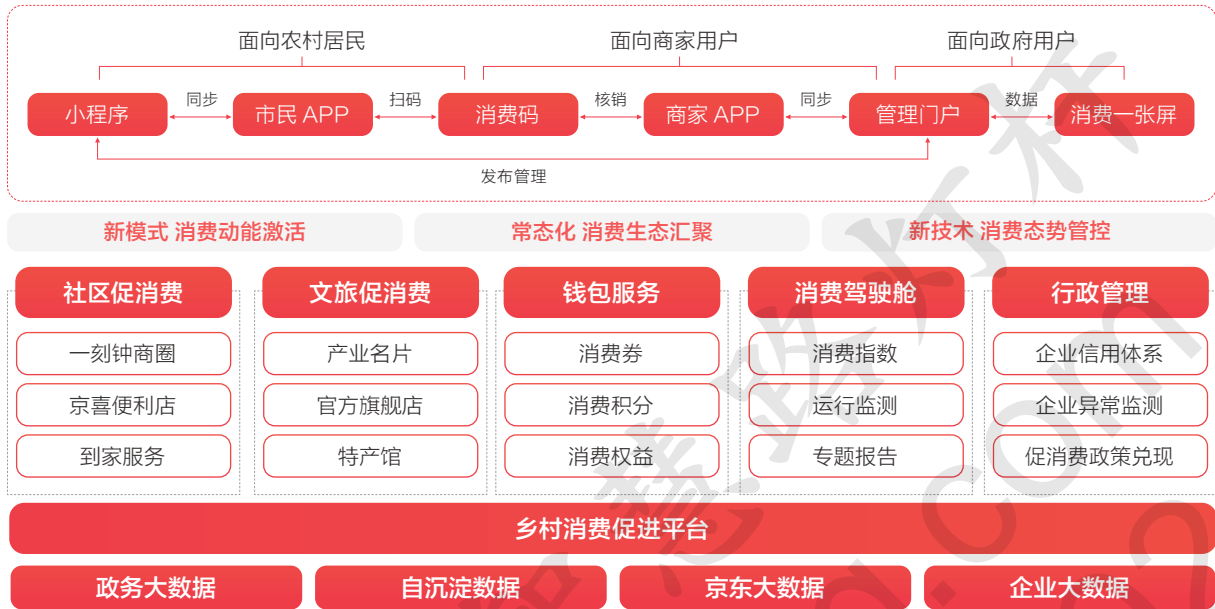 面向农村居民
面向商家用户
面向政府用户
小程序
同步
市民 APP
扫码
消费码
核销
商家 APP
同步
管理门户
数据
消费一张屏
发布管理
新模式 消费动能激活
常态化 消费生态汇聚
新技术 消费态势管控
社区促消费
文旅促消费
钱包服务
消费驾驶舱
行政管理
一刻钟商圈
产业名片
消费券
消费指数
企业信用体系
京喜便利店
官方旗舰店
消费积分
运行监测
企业异常监测
到家服务
特产馆
消费权益
专题报告
促消费政策兑现
乡村消费促进平台
政务大数据
自沉淀数据
京东大数据
企业大数据
智慧路灯杆